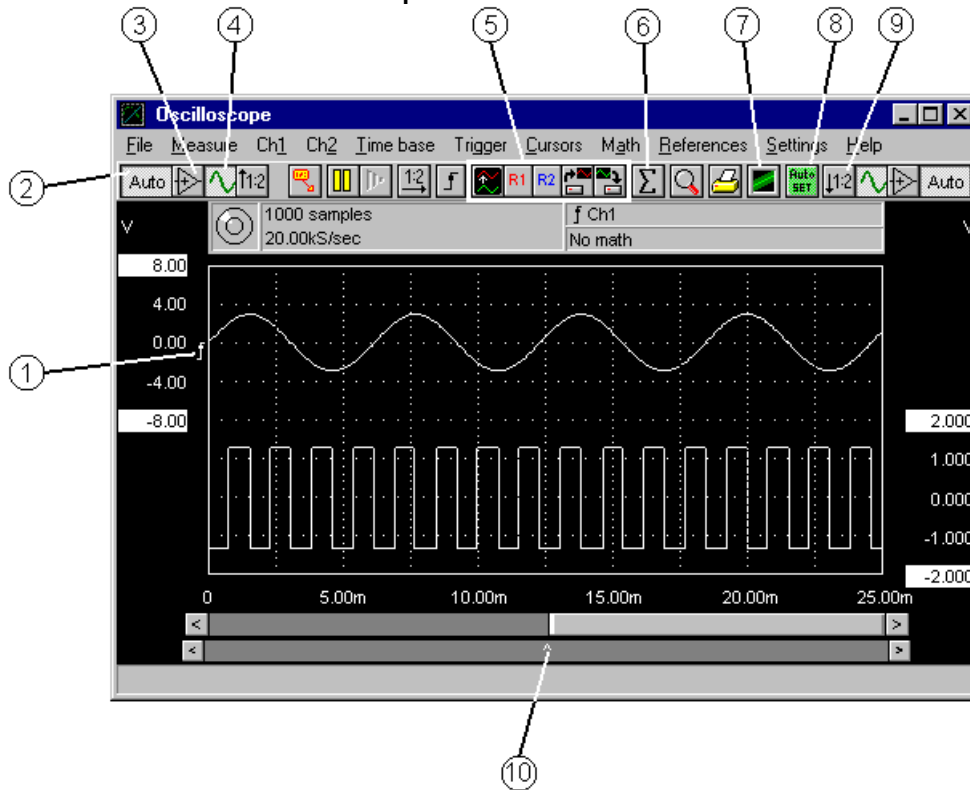 3 4 5 6 7 8 9
Oscilloscope
File Measure Ch1 Ch2 Time base Trigger Cursors Math References Settings Help
2
Auto 1:2 1:2 R1 R2 Σ Auto SET 1:2 Auto
V 1000 samples ƒ Ch1 V
20.00kS/sec No math
8.00
4.00
0.00
1
-4.00
-8.00 2.000
1.000
0.000
-1.000
-2.000
0 5.00m 10.00m 15.00m 20.00m 25.00m
< >
< ^ >
10